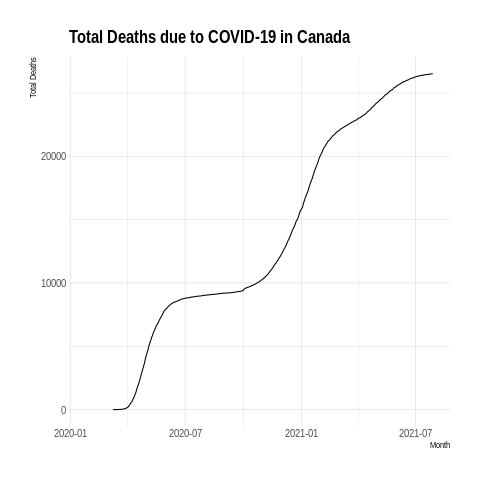 Total Deaths due to COVID-19 in Canada
Total Deaths
20000
10000
0
2020-01
2020-07
2021-01
2021-07
Month